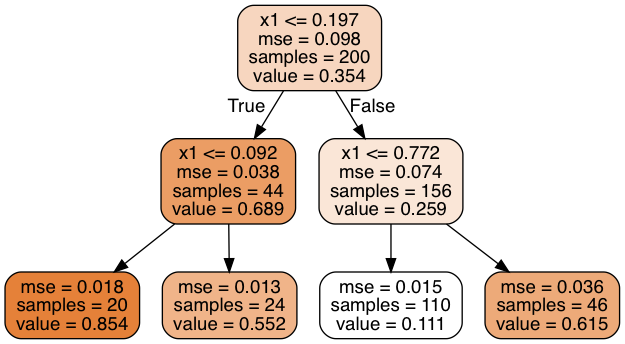 x1 <= 0.197
mse = 0.098
samples = 200
value = 0.354
True
False
x1 <= 0.092
mse = 0.038
samples = 44
value = 0.689
x1 <= 0.772
mse = 0.074
samples = 156
value = 0.259
mse = 0.018
samples = 20
value = 0.854
mse = 0.013
samples = 24
value = 0.552
mse = 0.015
samples = 110
value = 0.111
mse = 0.036
samples = 46
value = 0.615